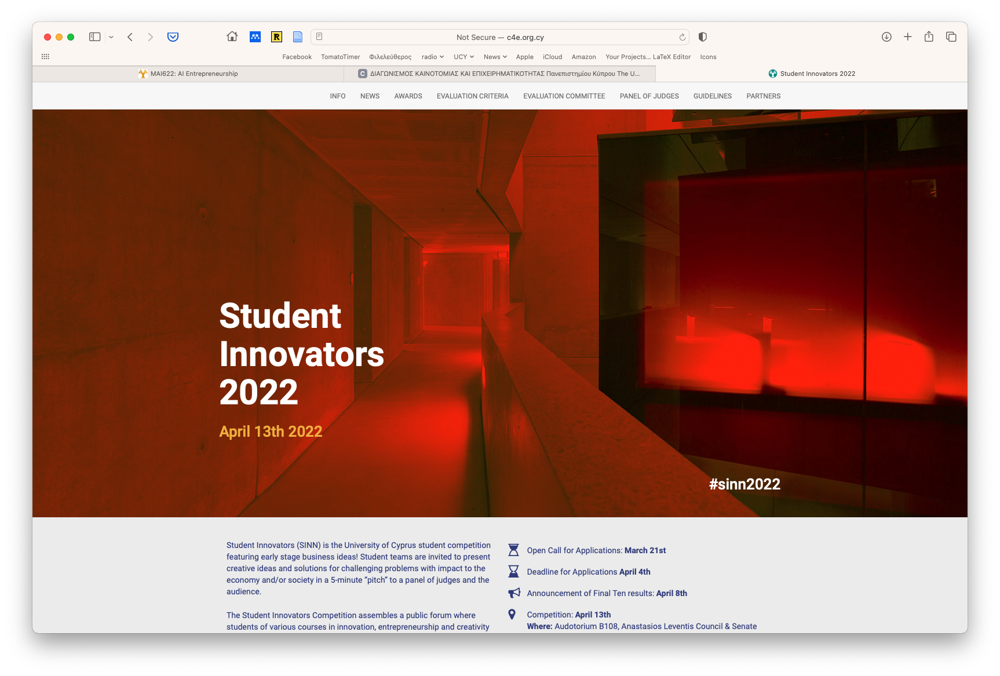 Not Secure — c4e.org.cy
Facebook TomatoTimer Φιλελεύθερος radio UCY News Apple iCloud Amazon Your Projects... LaTeX Editor Icons
MAI622: AI Entrepreneurship
C ΔΙΑΓΩΝΙΣΜΟΣ ΚΑΙΝΟΤΟΜΙΑΣ ΚΑΙ ΕΠΙΧΕΙΡΗΜΑΤΙΚΟΤΗΤΑΣ Πανεπιστημίου Κύπρου The U...
Student Innovators 2022
INFO NEWS AWARDS EVALUATION CRITERIA EVALUATION COMMITTEE PANEL OF JUDGES GUIDELINES PARTNERS
Student
Innovators
2022
April 13th 2022
#sinn2022
Student Innovators (SINN) is the University of Cyprus student competition
featuring early stage business ideas! Student teams are invited to present
creative ideas and solutions for challenging problems with impact to the
economy and/or society in a 5-minute “pitch” to a panel of judges and the
audience.
The Student Innovators Competition assembles a public forum where
students of various courses in innovation, entrepreneurship and creativity
Open Call for Applications: March 21st
Deadline for Applications April 4th
Announcement of Final Ten results: April 8th
Competition: April 13th
Where: Audotorium B108, Anastasios Leventis Council & Senate